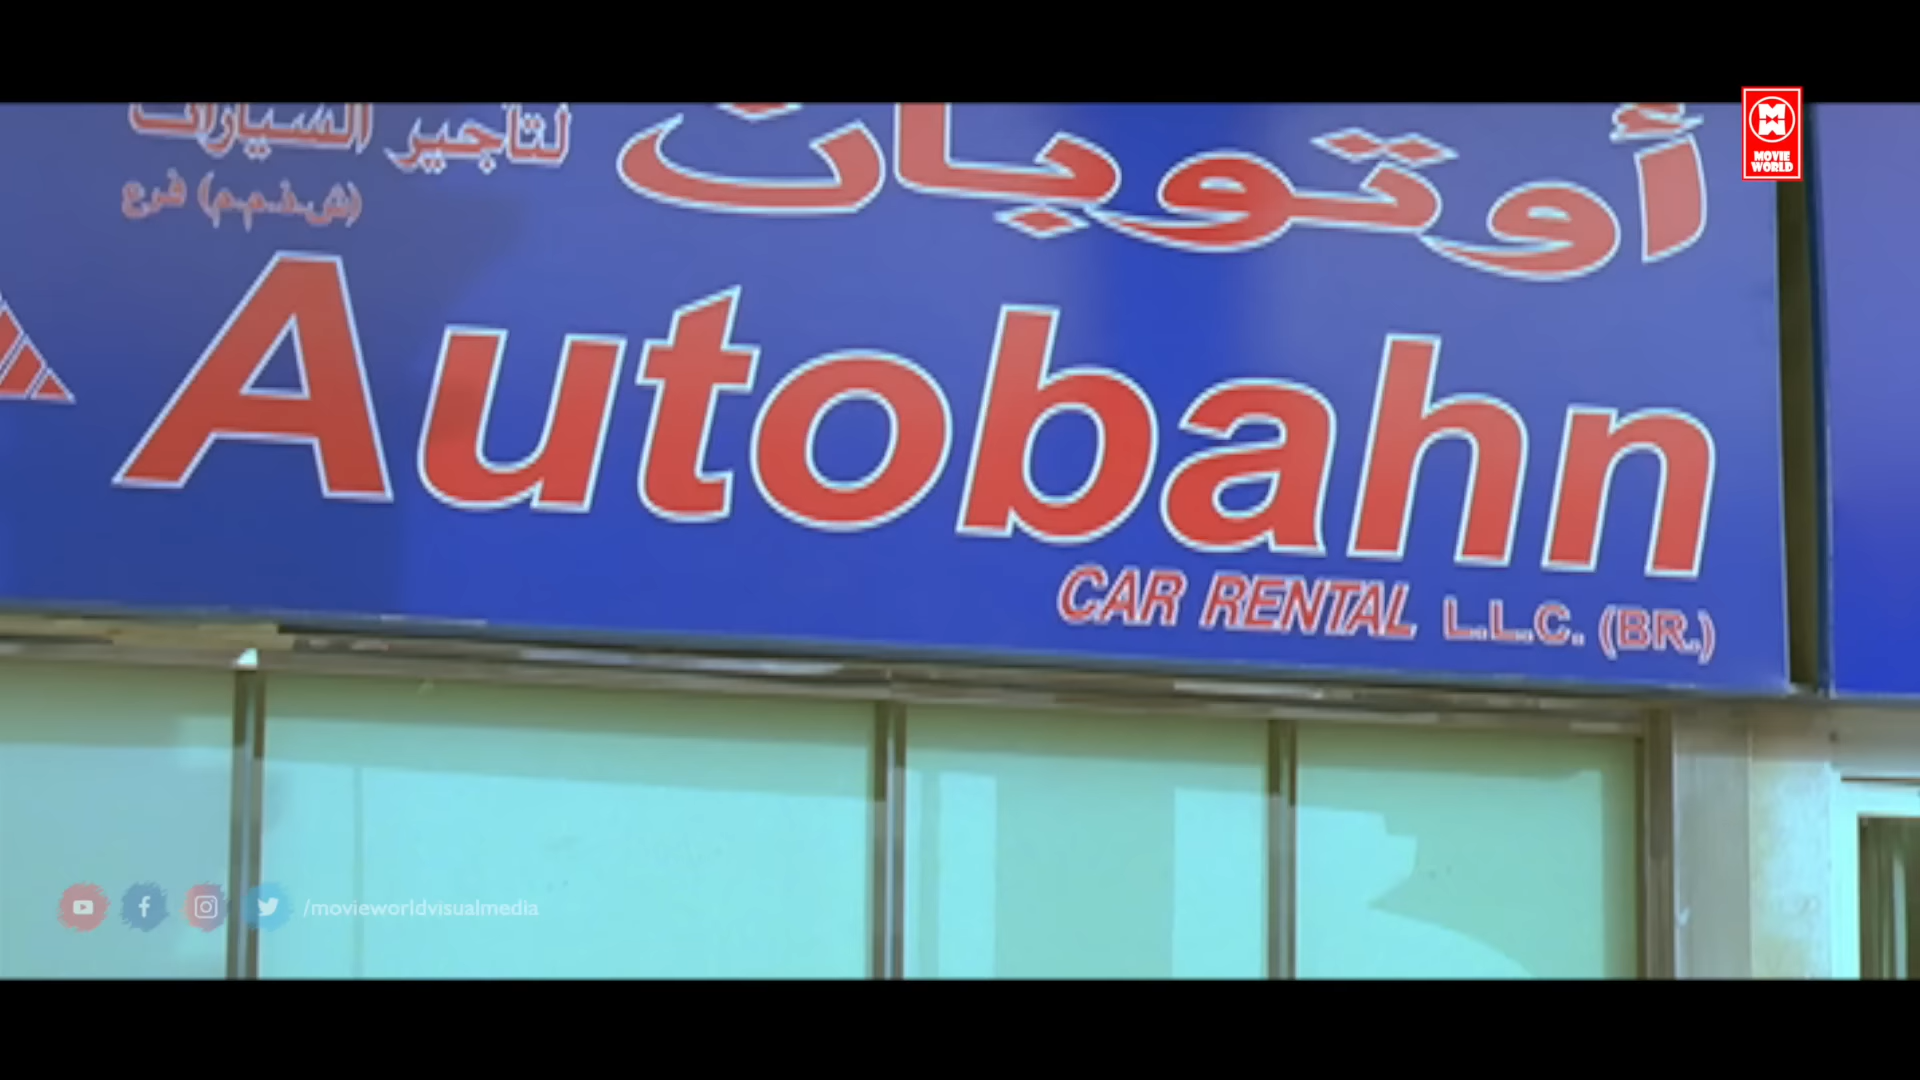 أوتوبان
لتأجير السيارات
(ش.ذ.م.م) فرع
Autobahn
CAR RENTAL L.L.C. (BR.)
MOVIE
WORLD
/movieworldvisualmedia